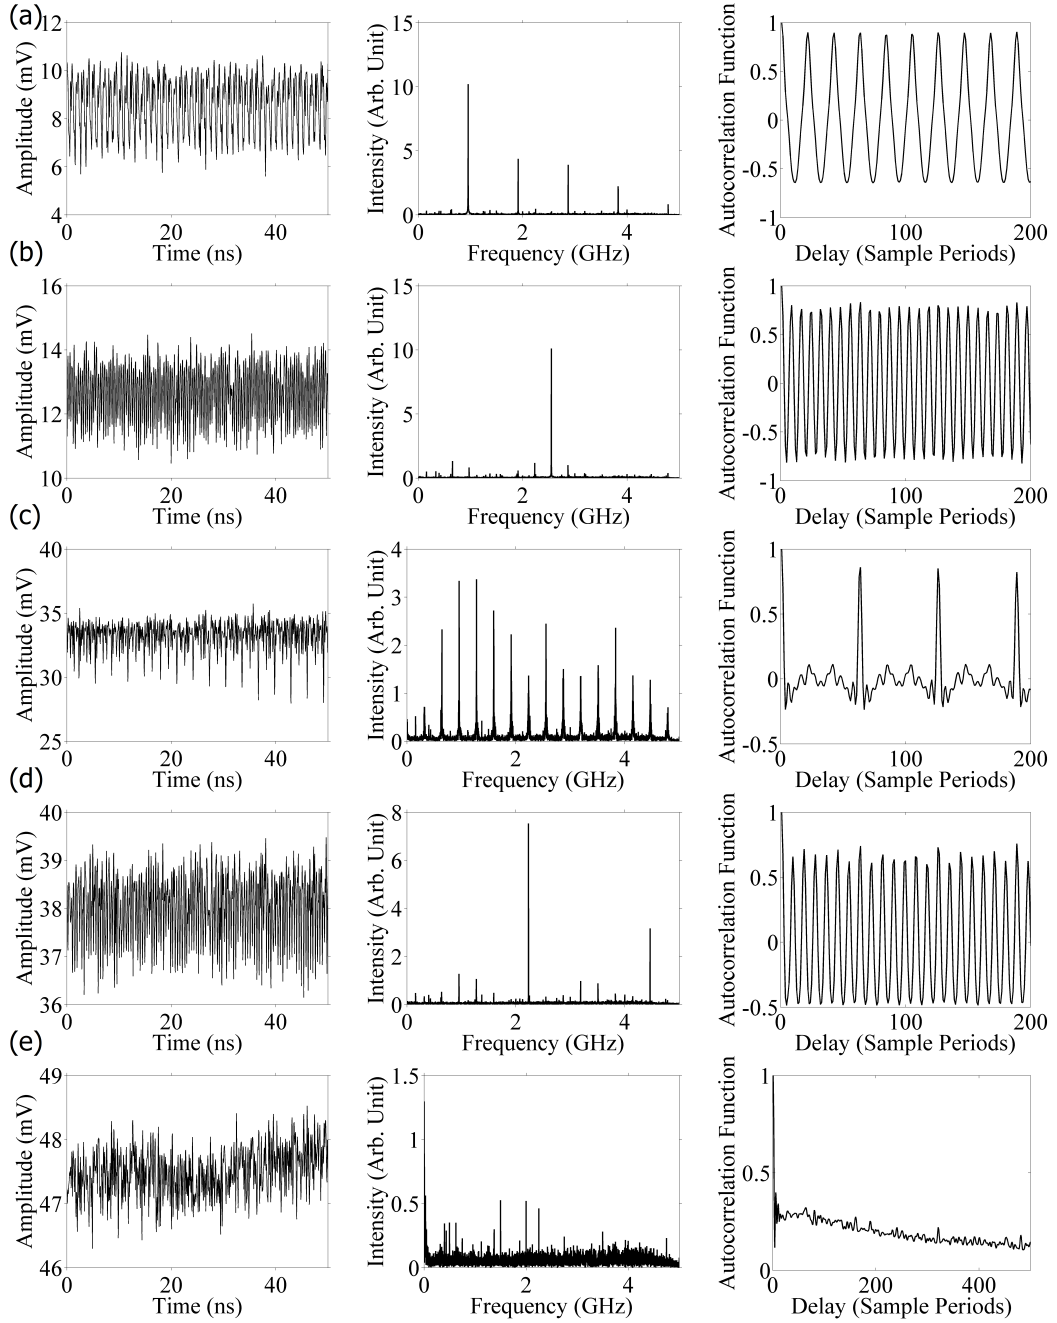 (a)
12
10
8
6
4
Amplitude (mV)
0 20 40
Time (ns)
15
10
5
0
Intensity (Arb. Unit)
0 2 4
Frequency (GHz)
1
0.5
0
-0.5
-1
Autocorrelation Function
0 100 200
Delay (Sample Periods)
(b)
16
14
12
10
Amplitude (mV)
0 20 40
Time (ns)
15
10
5
0
Intensity (Arb. Unit)
0 2 4
Frequency (GHz)
1
0.5
0
-0.5
-1
Autocorrelation Function
0 100 200
Delay (Sample Periods)
(c)
40
35
30
25
Amplitude (mV)
0 20 40
Time (ns)
4
3
2
1
0
Intensity (Arb. Unit)
0 2 4
Frequency (GHz)
1
0.5
0
-0.5
Autocorrelation Function
0 100 200
Delay (Sample Periods)
(d)
40
39
38
37
36
Amplitude (mV)
0 20 40
Time (ns)
8
6
4
2
0
Intensity (Arb. Unit)
0 2 4
Frequency (GHz)
1
0.5
0
-0.5
Autocorrelation Function
0 100 200
Delay (Sample Periods)
(e)
49
48
47
46
Amplitude (mV)
0 20 40
Time (ns)
1.5
1
0.5
0
Intensity (Arb. Unit)
0 2 4
Frequency (GHz)
1
0.5
0
Autocorrelation Function
0 200 400
Delay (Sample Periods)